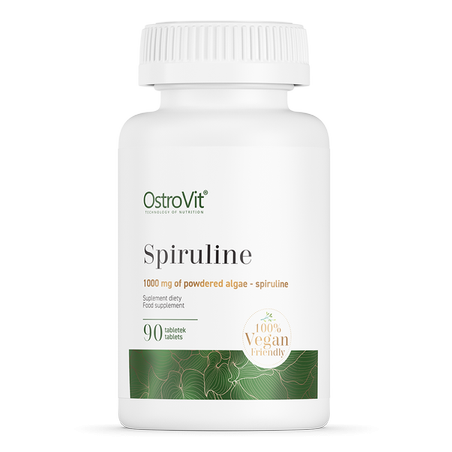 OstroVit®
TECHNOLOGY OF NUTRITION
Spiruline
1000 mg of powdered algae - spiruline
Suplement diety
Food supplement
90 tabletek
tablets
100%
Vegan
Friendly